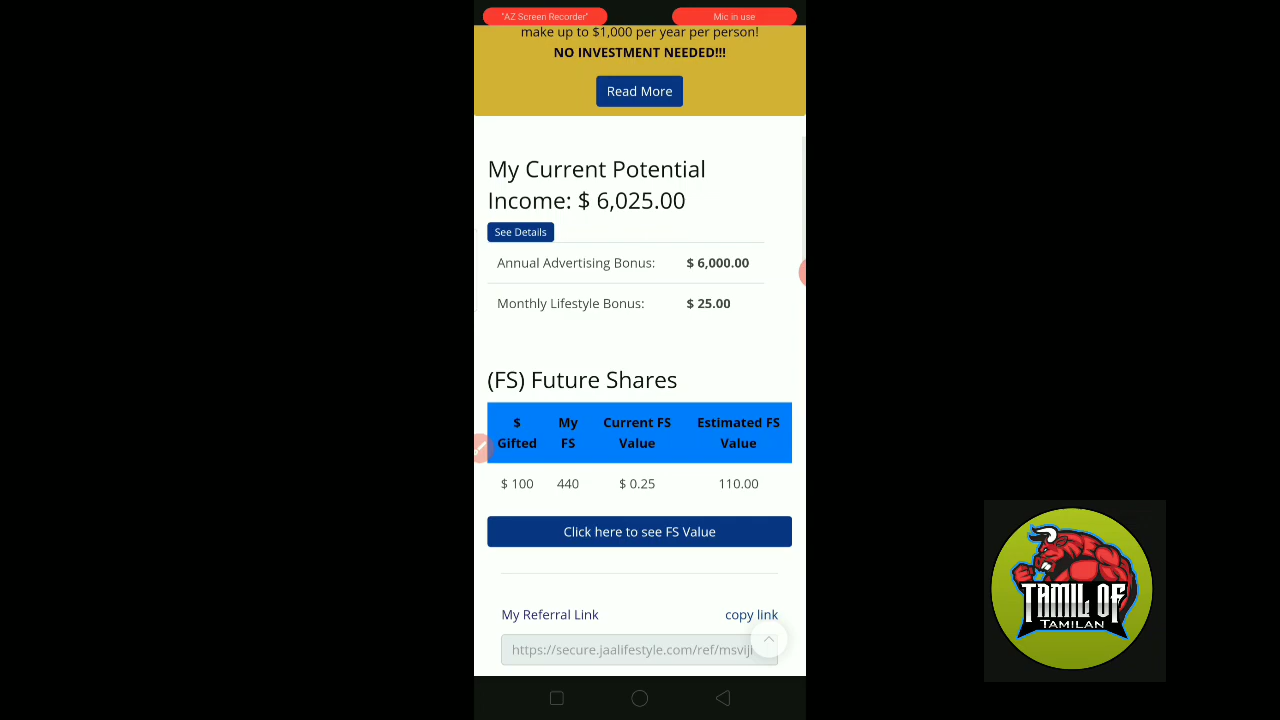 "AZ Screen Recorder"
Mic in use
make up to $1,000 per year per person!
NO INVESTMENT NEEDED!!!
Read More
My Current Potential
Income: $ 6,025.00
See Details
Annual Advertising Bonus: $ 6,000.00
Monthly Lifestyle Bonus: $ 25.00
(FS) Future Shares
$ Gifted
My FS
Current FS Value
Estimated FS Value
$ 100 440 $ 0.25 110.00
Click here to see FS Value
My Referral Link copy link
https://secure.jaalifestyle.com/ref/msviji
TAMIL OF
TAMILAN